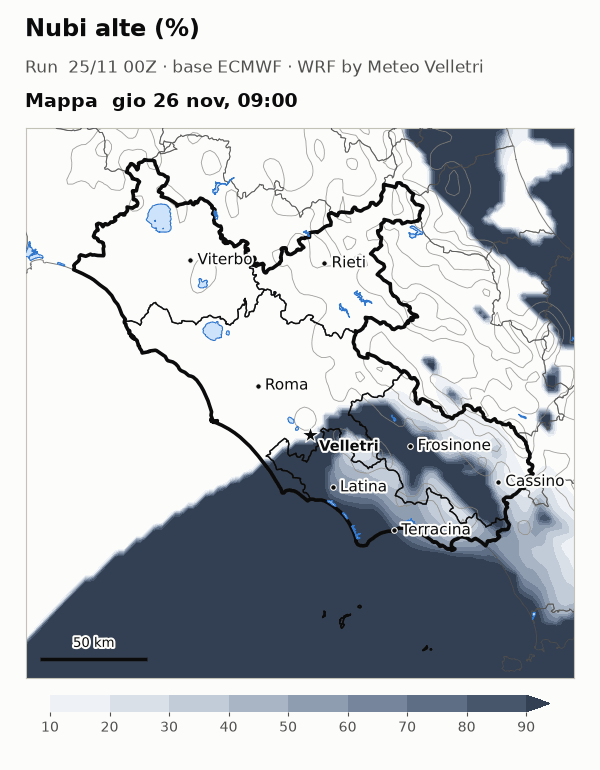 Nubi alte (%)
Run 25/11 00Z · base ECMWF · WRF by Meteo Velletri
Mappa gio 26 nov, 09:00
Viterbo
Rieti
Roma
Velletri
Frosinone
Cassino
Latina
Terracina
50 km
10 20 30 40 50 60 70 80 90